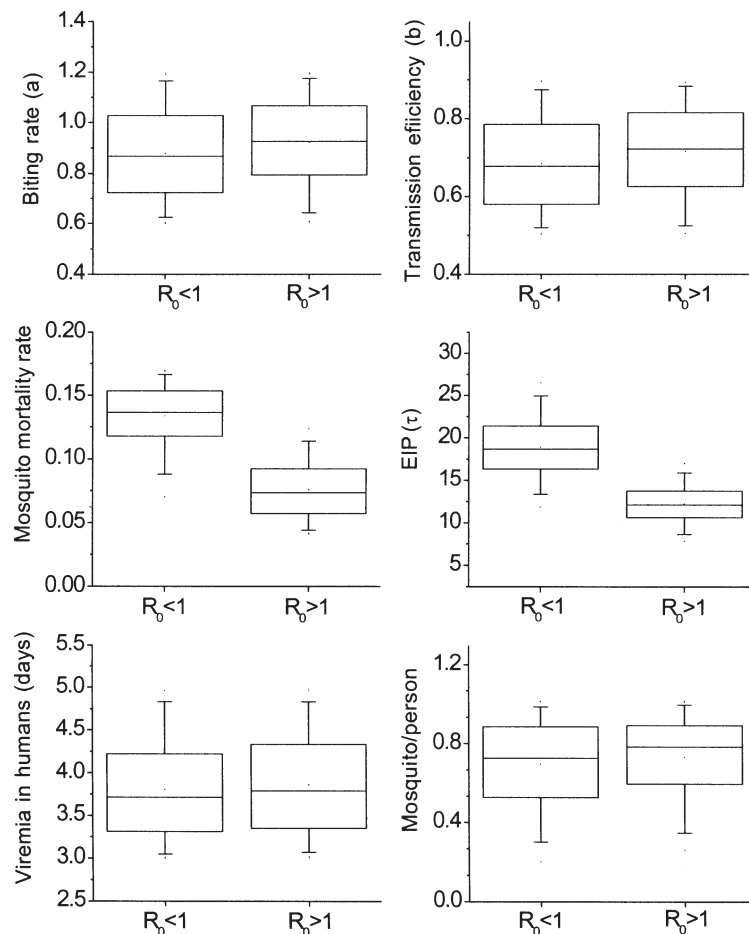 Biting rate (a)
1.4
1.2
1.0
0.8
0.6
0.4
R0<1
R0>1
Transmission efiiciency (b)
1.0
0.8
0.6
0.4
R0<1
R0>1
Mosquito mortality rate
0.20
0.15
0.10
0.05
0.00
R0<1
R0>1
EIP (τ)
30
25
20
15
10
5
R0<1
R0>1
Viremia in humans (days)
5.5
5.0
4.5
4.0
3.5
3.0
2.5
R0<1
R0>1
Mosquito/person
1.2
0.8
0.4
0.0
R0<1
R0>1